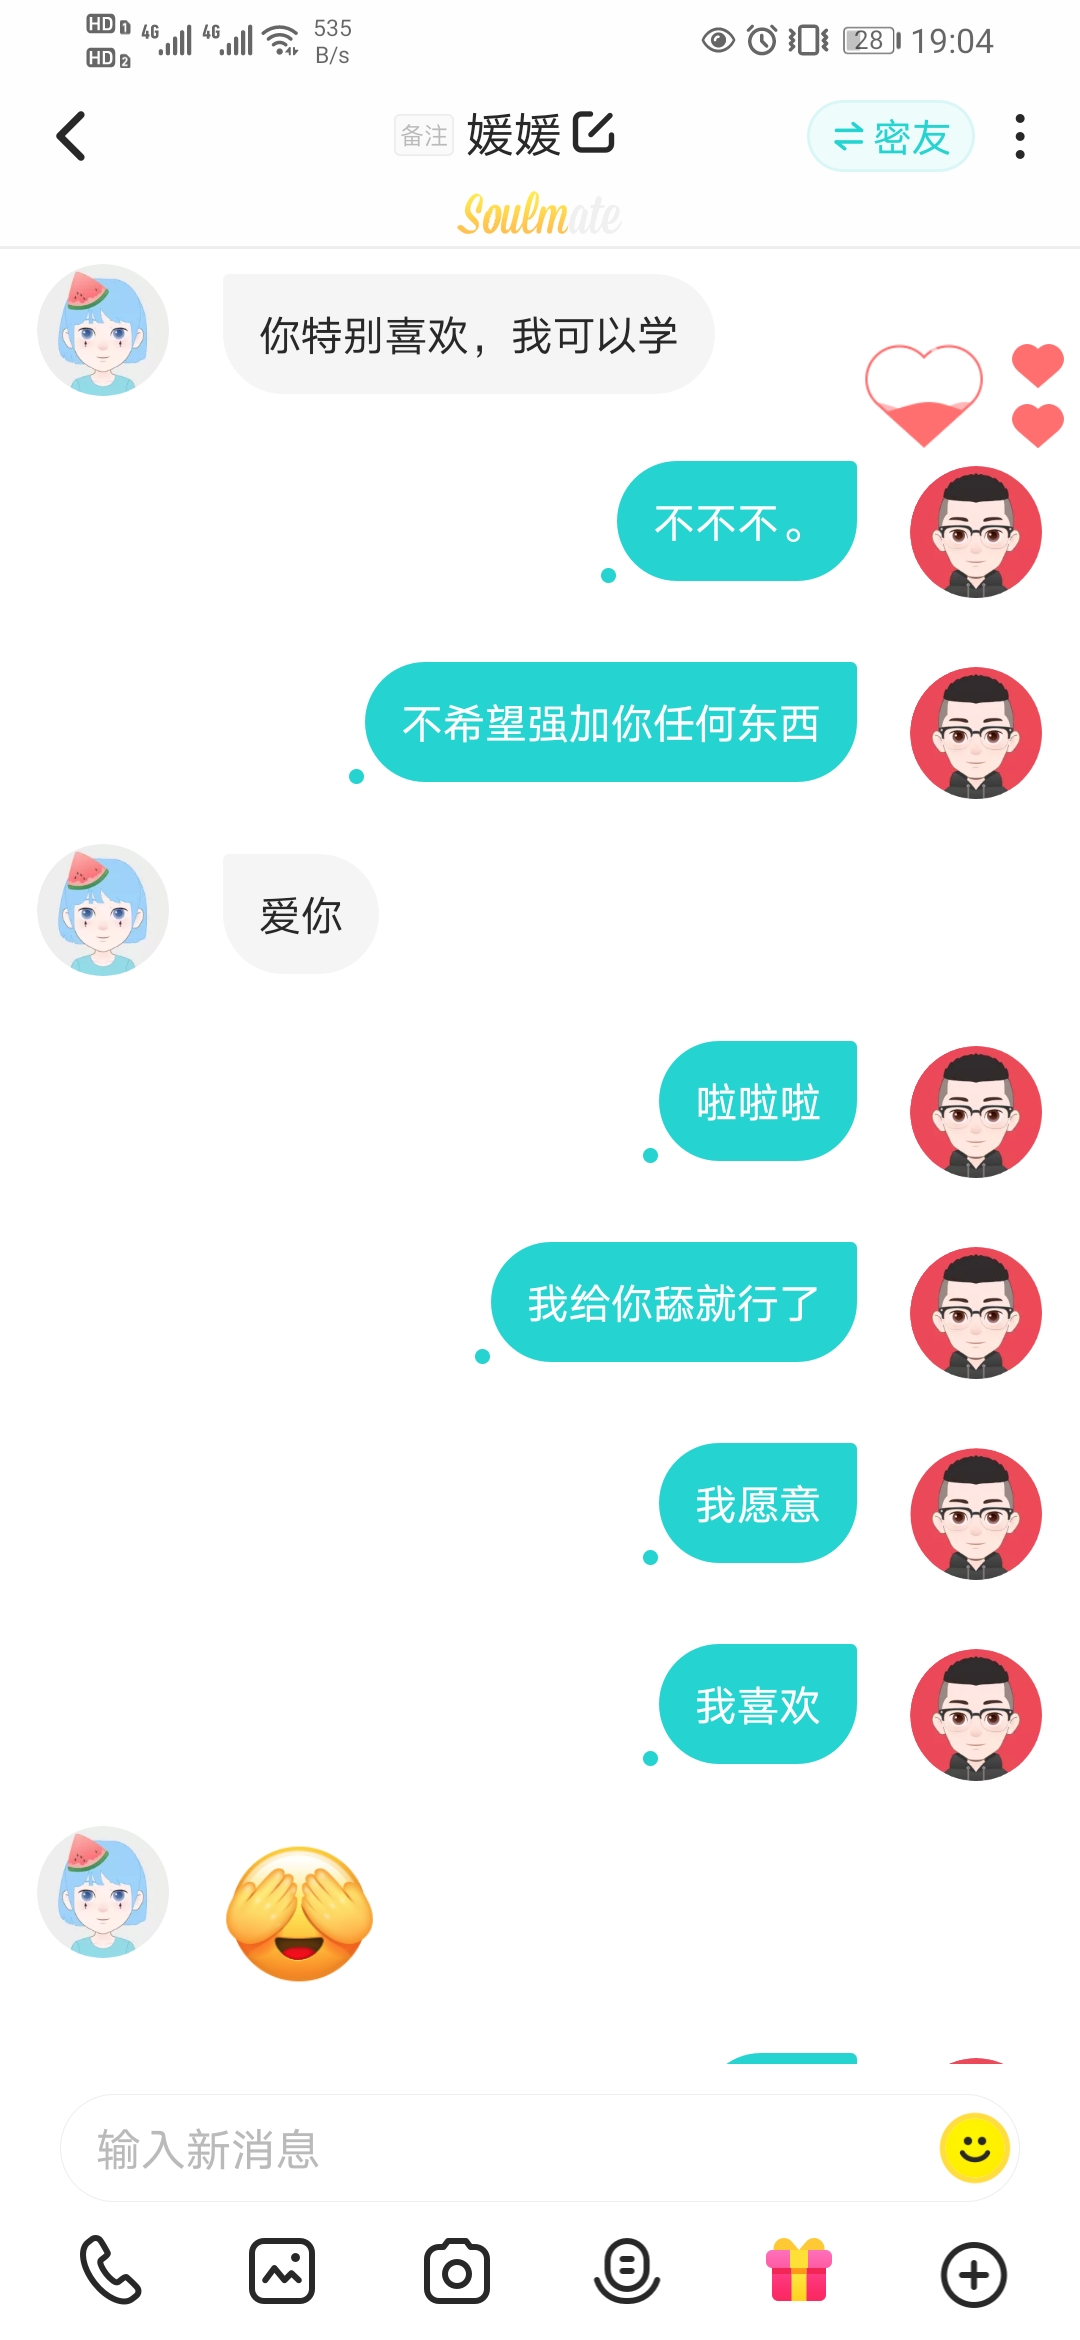 HD 1 4G 4G 535 28 19:04
HD 2 B/s
备注 媛媛 密友
Soulmate
你特别喜欢，我可以学
不不不。
不希望强加你任何东西
爱你
啦啦啦
我给你舔就行了
我愿意
我喜欢
输入新消息